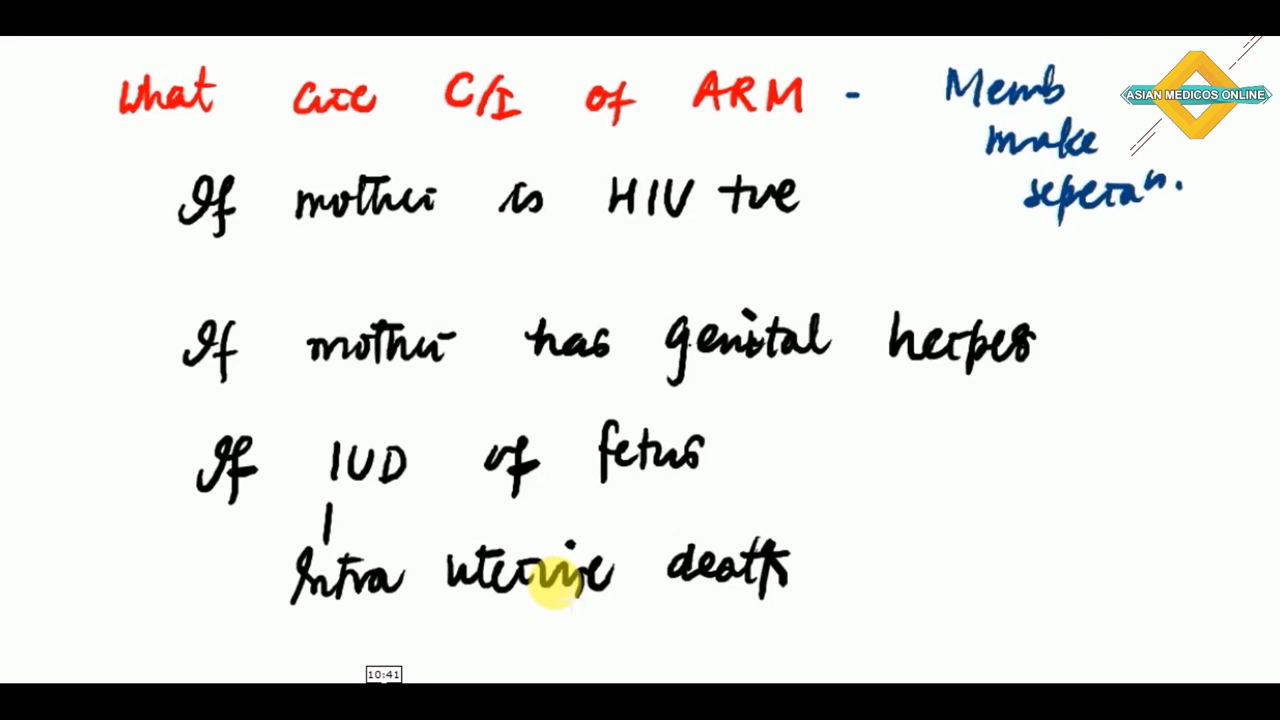 What are C/I of ARM - Memb
make
seperaⁿ.
ASIAN MEDICOS ONLINE
If mother is HIV +ve
If mother has genital herpes
If IUD of fetus
Intra uterine death
10:41